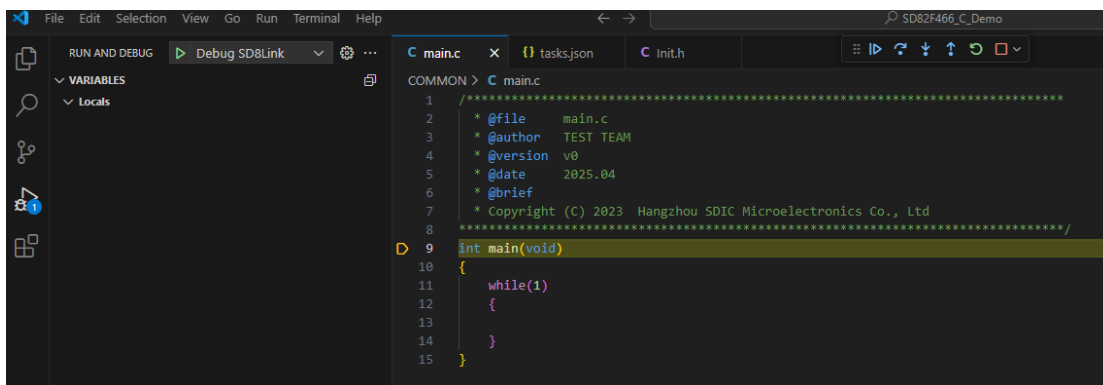 File Edit Selection View Go Run Terminal Help
SD82F466_C_Demo
RUN AND DEBUG
Debug SD8Link
VARIABLES
Locals
1
C main.c
{} tasks.json
C Init.h
COMMON > C main.c
1 /********************************************************************************
2 * @file main.c
3 * @author TEST TEAM
4 * @version v0
5 * @date 2025.04
6 * @brief
7 * Copyright (C) 2023 Hangzhou SDIC Microelectronics Co., Ltd
8 ********************************************************************************/
9 int main(void)
10 {
11 while(1)
12 {
13
14 }
15 }